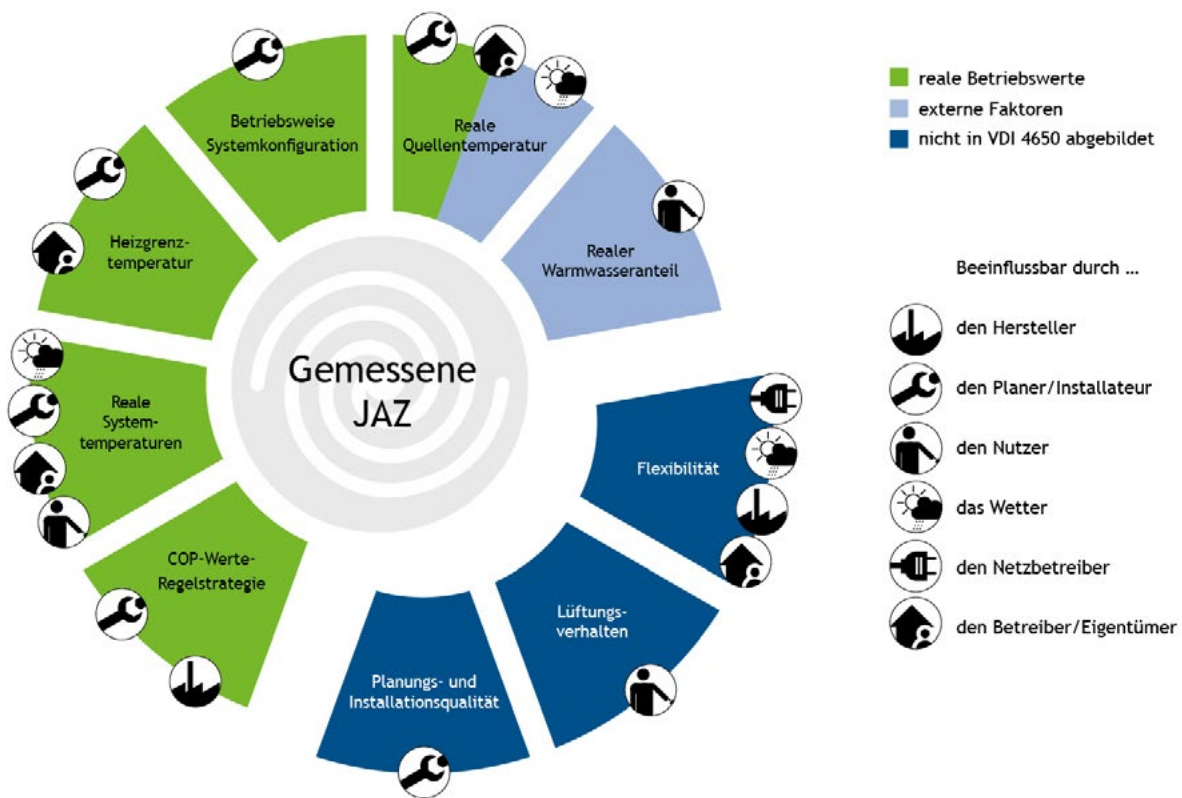 Betriebsweise
Systemkonfiguration
Reale
Quellentemperatur
Realer
Warmwasseranteil
Heizgrenz-
temperatur
Reale
System-
temperaturen
COP-Werte-
Regelstrategie
Planungs- und
Installationsqualität
Lüftungs-
verhalten
Flexibilität
Gemessene
JAZ
reale Betriebswerte
externe Faktoren
nicht in VDI 4650 abgebildet
Beeinflussbar durch ...
den Hersteller
den Planer/Installateur
den Nutzer
das Wetter
den Netzbetreiber
den Betreiber/Eigentümer